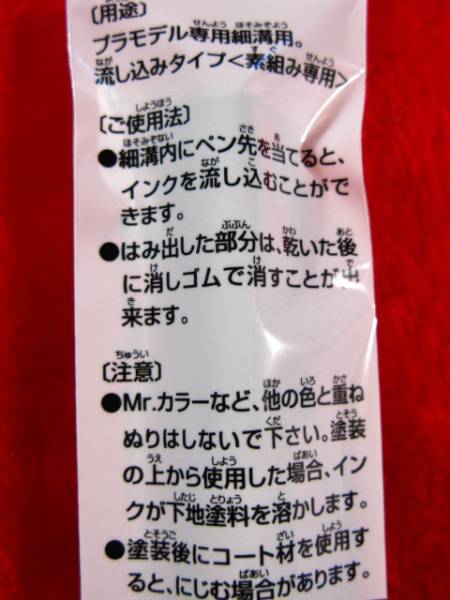 〔用途〕
プラモデル専用細溝用。
流し込みタイプ<素組み専用>
〔ご使用法〕
●細溝内にペン先を当てると、
インクを流し込むことがで
きます。
●はみ出した部分は、乾いた後
に消しゴムで消すことが出
来ます。
〔注意〕
●Mr.カラーなど、他の色と重ね
ぬりはしないで下さい。塗装
の上から使用した場合、イン
クが下地塗料を溶かします。
●塗装後にコート材を使用す
ると、にじむ場合があります。